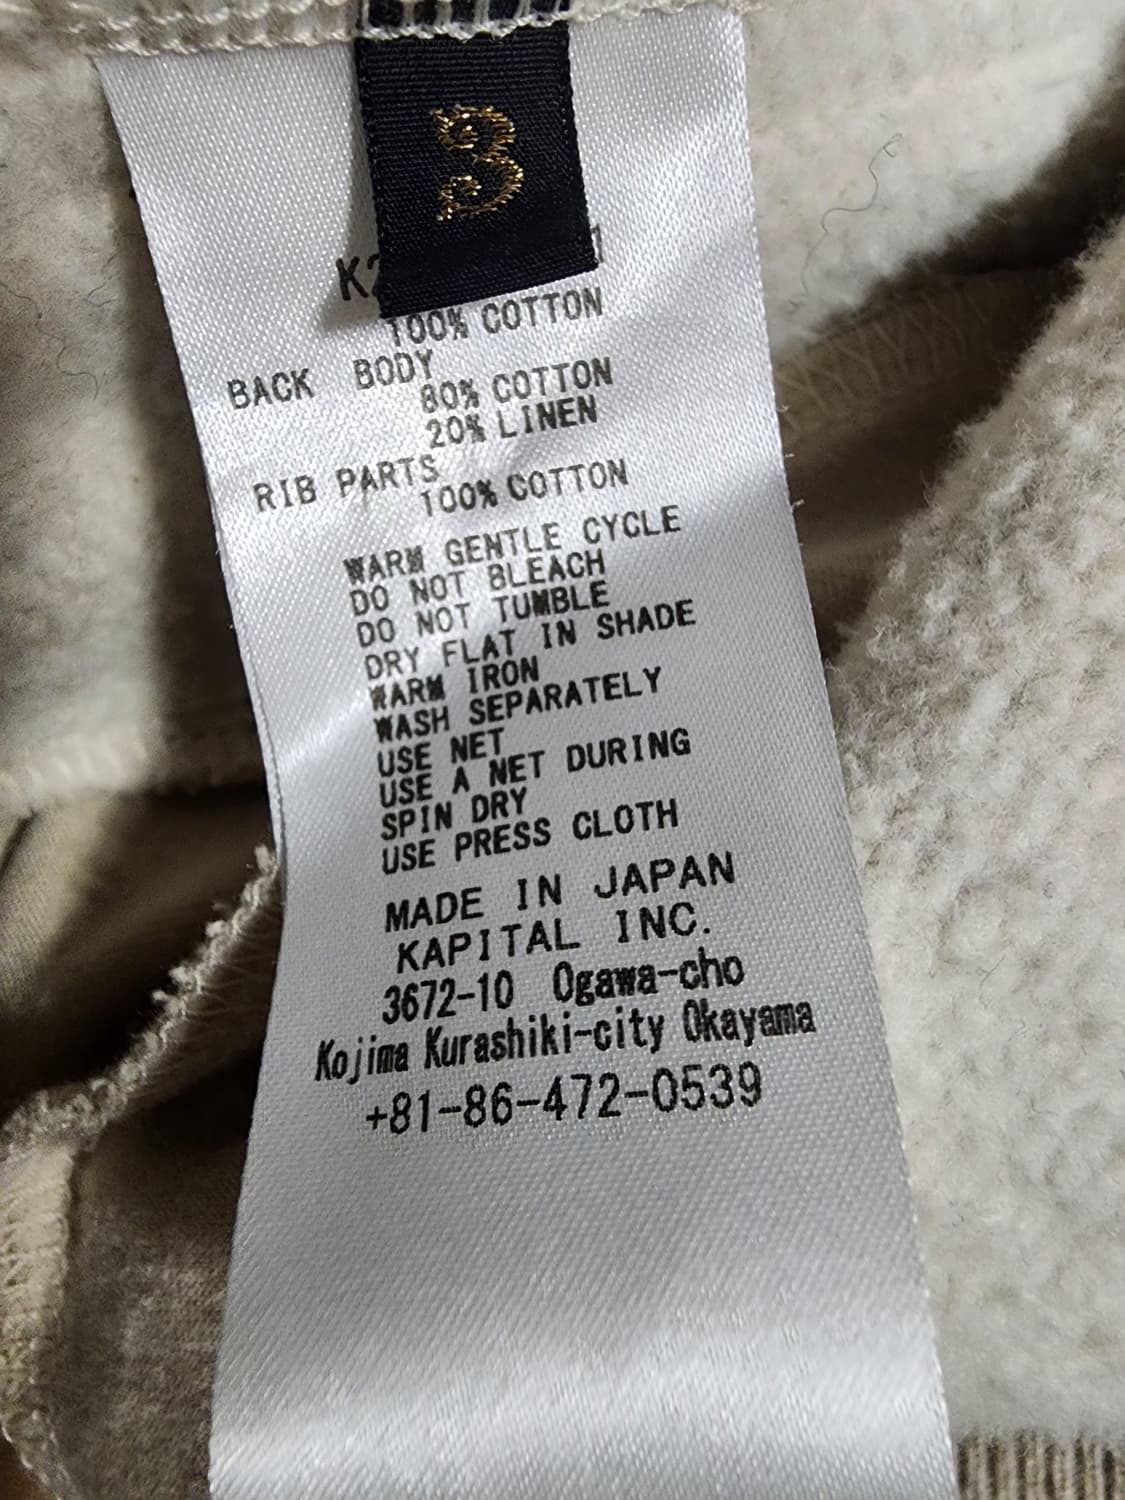 3
100% COTTON
BACK BODY
80% COTTON
20% LINEN
RIB PARTS
100% COTTON
WARM GENTLE CYCLE
DO NOT BLEACH
DO NOT TUMBLE
DRY FLAT IN SHADE
WARM IRON
WASH SEPARATELY
USE NET
USE A NET DURING
SPIN DRY
USE PRESS CLOTH
MADE IN JAPAN
KAPITAL INC.
3672-10 Ogawa-cho
Kojima Kurashiki-city Okayama
+81-86-472-0539